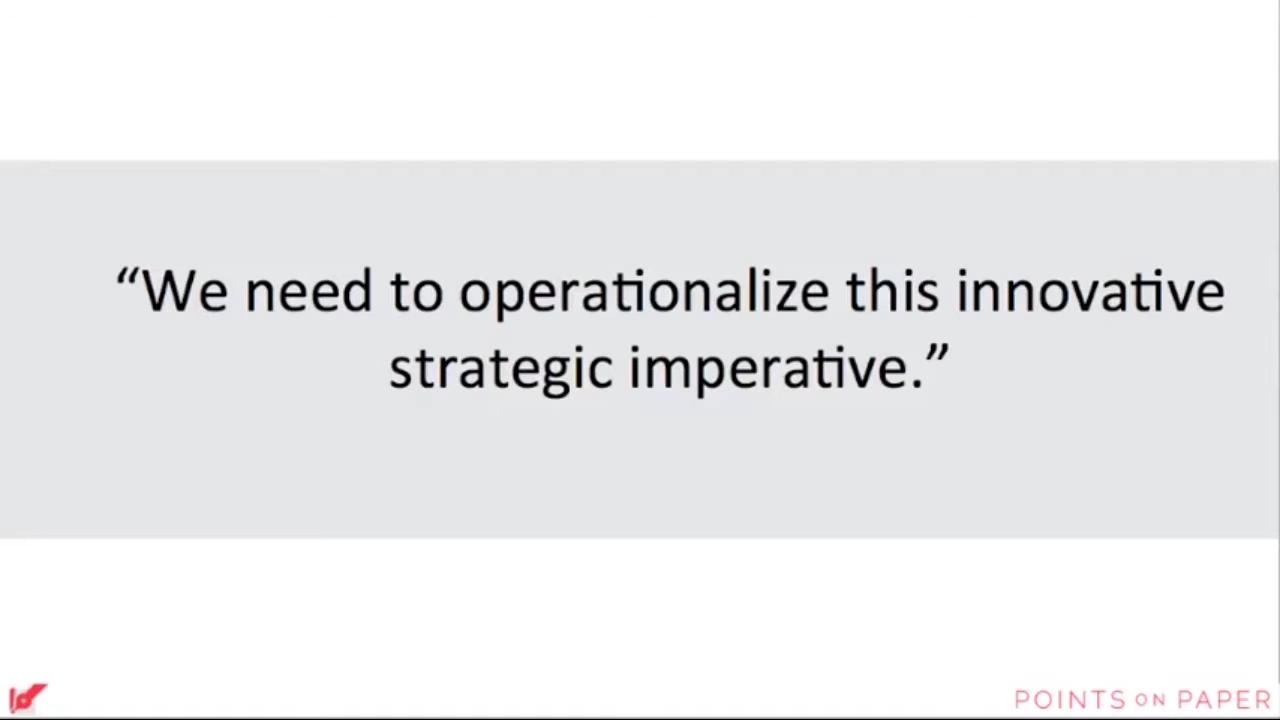 “We need to operationalize this innovative
strategic imperative.”
POINTS ON PAPER